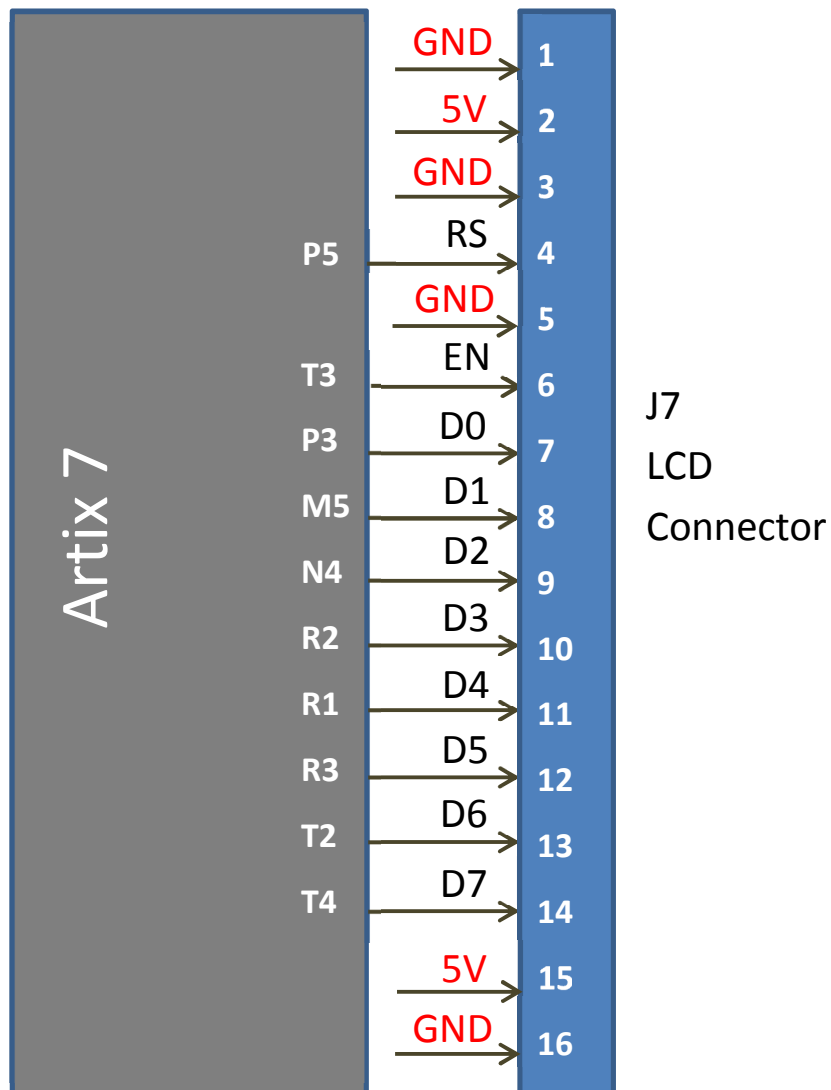 GND 1
5V 2
GND 3
P5 RS 4
GND 5
T3 EN 6
P3 D0 7
M5 D1 8
N4 D2 9
R2 D3 10
R1 D4 11
R3 D5 12
T2 D6 13
T4 D7 14
5V 15
GND 16
Artix 7
J7
LCD
Connector